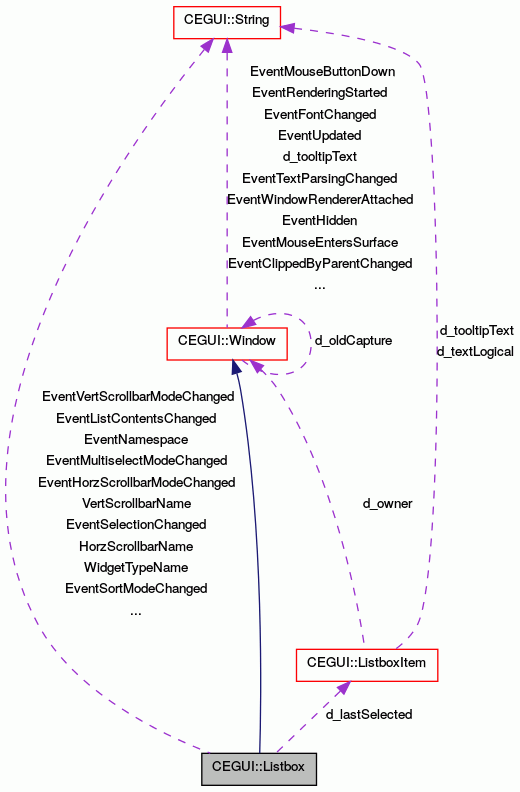 CEGUI::String
EventMouseButtonDown
EventRenderingStarted
EventFontChanged
EventUpdated
d_tooltipText
EventTextParsingChanged
EventWindowRendererAttached
EventHidden
EventMouseEntersSurface
EventClippedByParentChanged
...
d_tooltipText
d_textLogical
CEGUI::Window
d_oldCapture
EventVertScrollbarModeChanged
EventListContentsChanged
EventNamespace
EventMultiselectModeChanged
EventHorzScrollbarModeChanged
VertScrollbarName
EventSelectionChanged
HorzScrollbarName
WidgetTypeName
EventSortModeChanged
...
d_owner
CEGUI::ListboxItem
d_lastSelected
CEGUI::Listbox